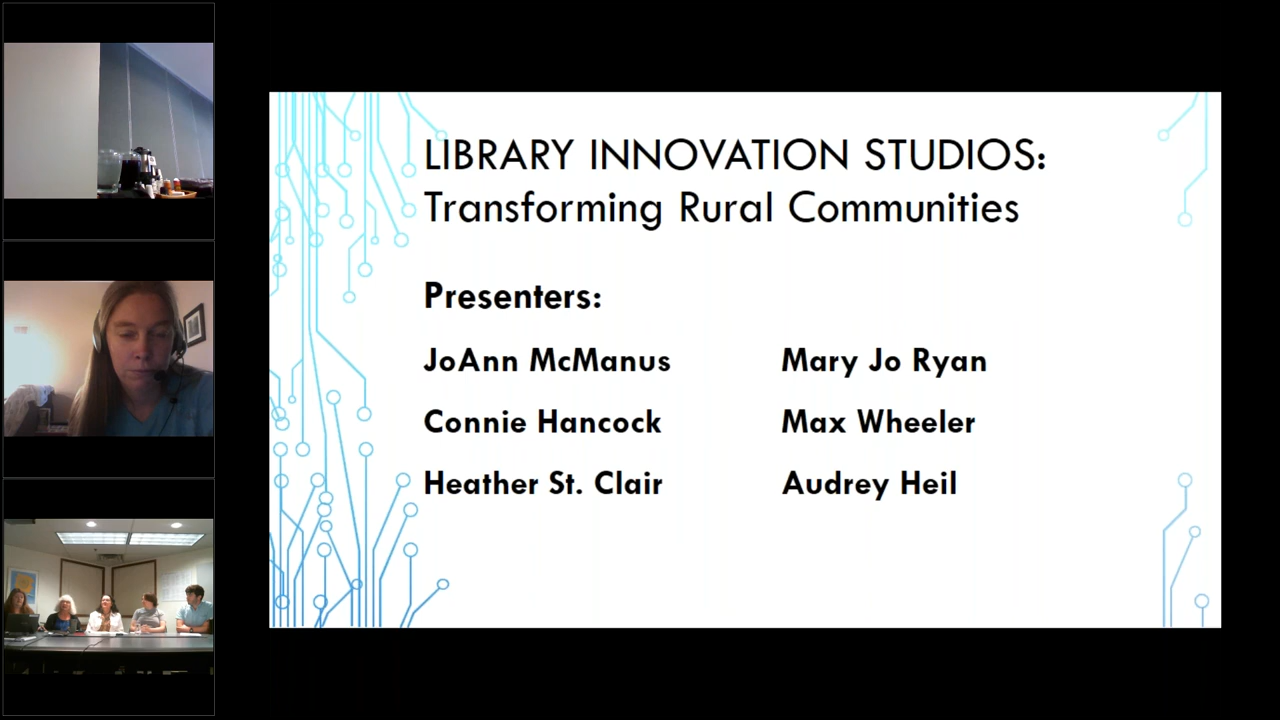 LIBRARY INNOVATION STUDIOS:
Transforming Rural Communities
Presenters:
JoAnn McManus
Mary Jo Ryan
Connie Hancock
Max Wheeler
Heather St. Clair
Audrey Heil